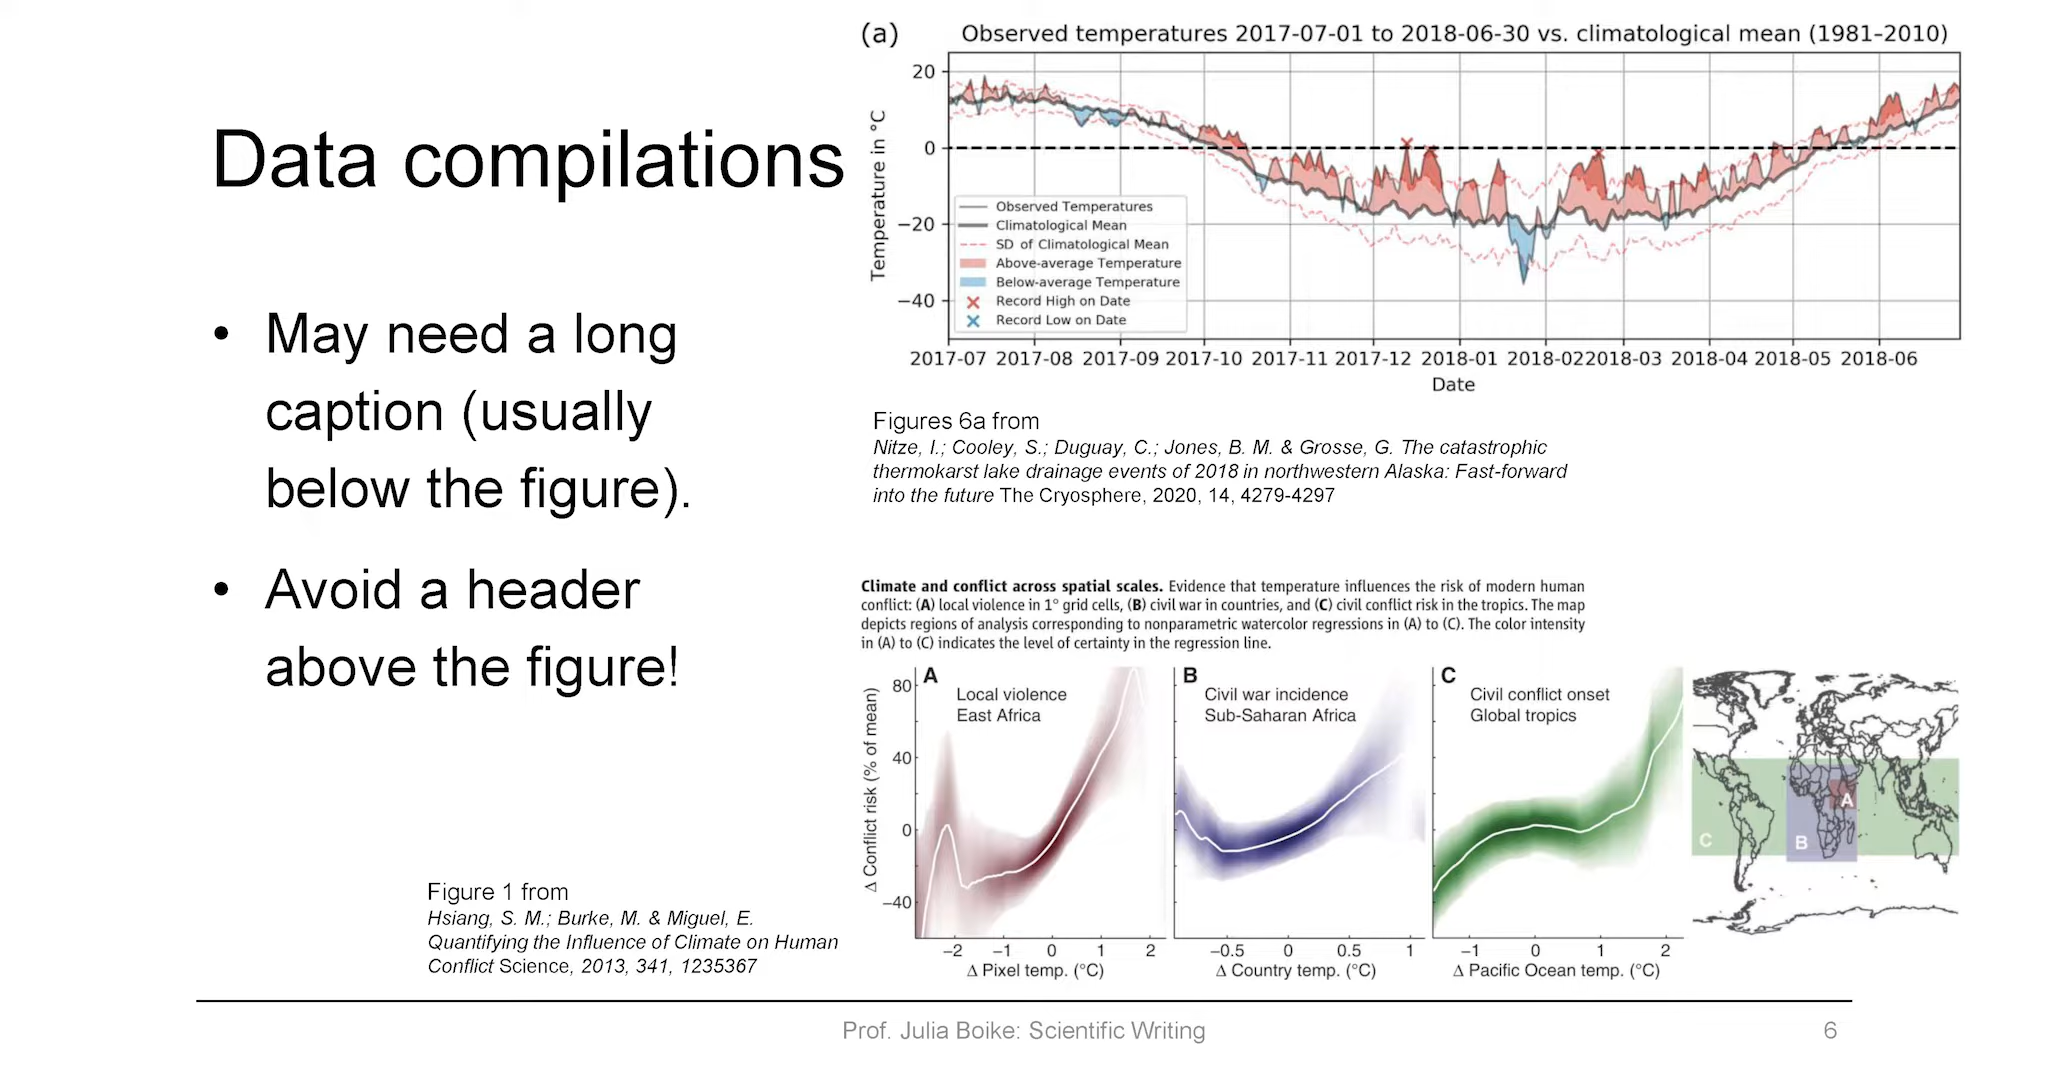 Data compilations
• May need a long
caption (usually
below the figure).
• Avoid a header
above the figure!
(a)
Observed temperatures 2017-07-01 to 2018-06-30 vs. climatological mean (1981–2010)
Temperature in °C
20
0
−20
−40
Observed Temperatures
Climatological Mean
SD of Climatological Mean
Above-average Temperature
Below-average Temperature
Record High on Date
Record Low on Date
2017-07 2017-08 2017-09 2017-10 2017-11 2017-12 2018-01 2018-02 2018-03 2018-04 2018-05 2018-06
Date
Figures 6a from
Nitze, I.; Cooley, S.; Duguay, C.; Jones, B. M. & Grosse, G. The catastrophic
thermokarst lake drainage events of 2018 in northwestern Alaska: Fast-forward
into the future The Cryosphere, 2020, 14, 4279-4297
Climate and conflict across spatial scales. Evidence that temperature influences the risk of modern human
conflict: (A) local violence in 1° grid cells, (B) civil war in countries, and (C) civil conflict risk in the tropics. The map
depicts regions of analysis corresponding to nonparametric watercolor regressions in (A) to (C). The color intensity
in (A) to (C) indicates the level of certainty in the regression line.
Δ Conflict risk (% of mean)
80
40
0
−40
A
Local violence
East Africa
−2 −1 0 1 2
Δ Pixel temp. (°C)
B
Civil war incidence
Sub-Saharan Africa
−0.5 0 0.5 1
Δ Country temp. (°C)
C
Civil conflict onset
Global tropics
−1 0 1 2
Δ Pacific Ocean temp. (°C)
A
B
C
Figure 1 from
Hsiang, S. M.; Burke, M. & Miguel, E.
Quantifying the Influence of Climate on Human
Conflict Science, 2013, 341, 1235367
Prof. Julia Boike: Scientific Writing
6